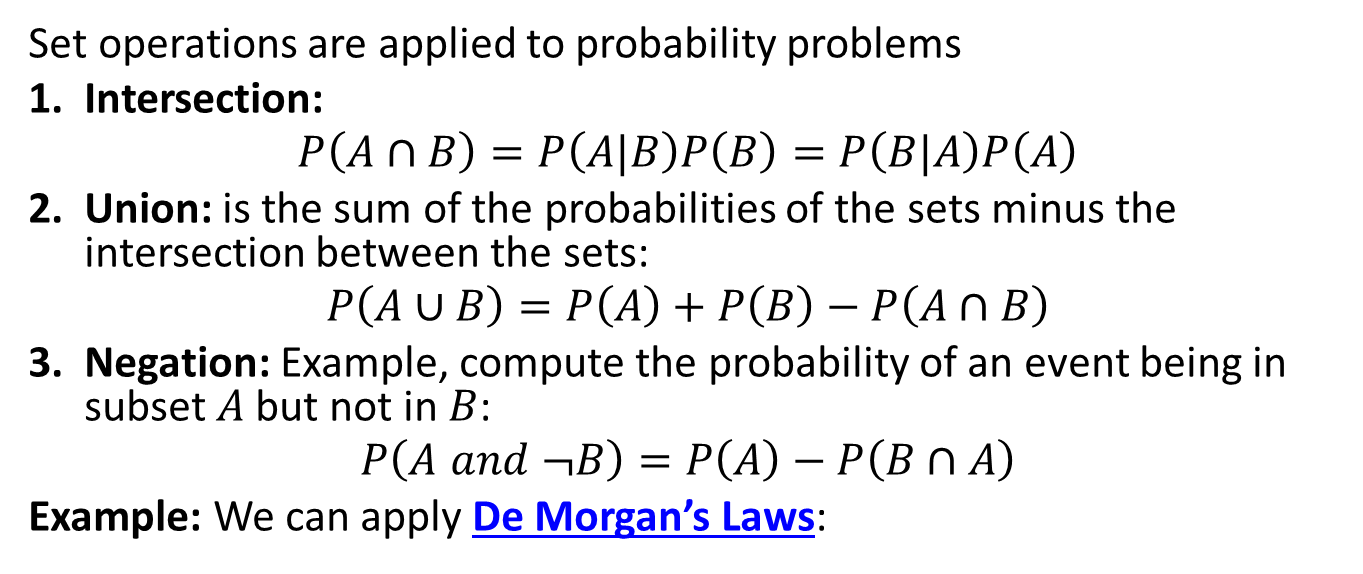 Set operations are applied to probability problems
1. Intersection:
P(A ∩ B) = P(A|B)P(B) = P(B|A)P(A)
2. Union: is the sum of the probabilities of the sets minus the
intersection between the sets:
P(A ∪ B) = P(A) + P(B) − P(A ∩ B)
3. Negation: Example, compute the probability of an event being in
subset A but not in B:
P(A and ¬B) = P(A) − P(B ∩ A)
Example: We can apply De Morgan’s Laws: